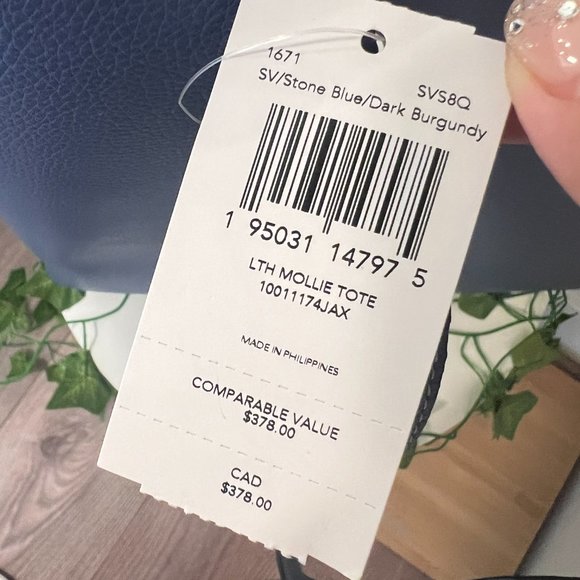 1671 SVS8Q
SV/Stone Blue/Dark Burgundy
1 95031 14797 5
LTH MOLLIE TOTE
10011174JAX
MADE IN PHILIPPINES
COMPARABLE VALUE
$378.00
CAD
$378.00